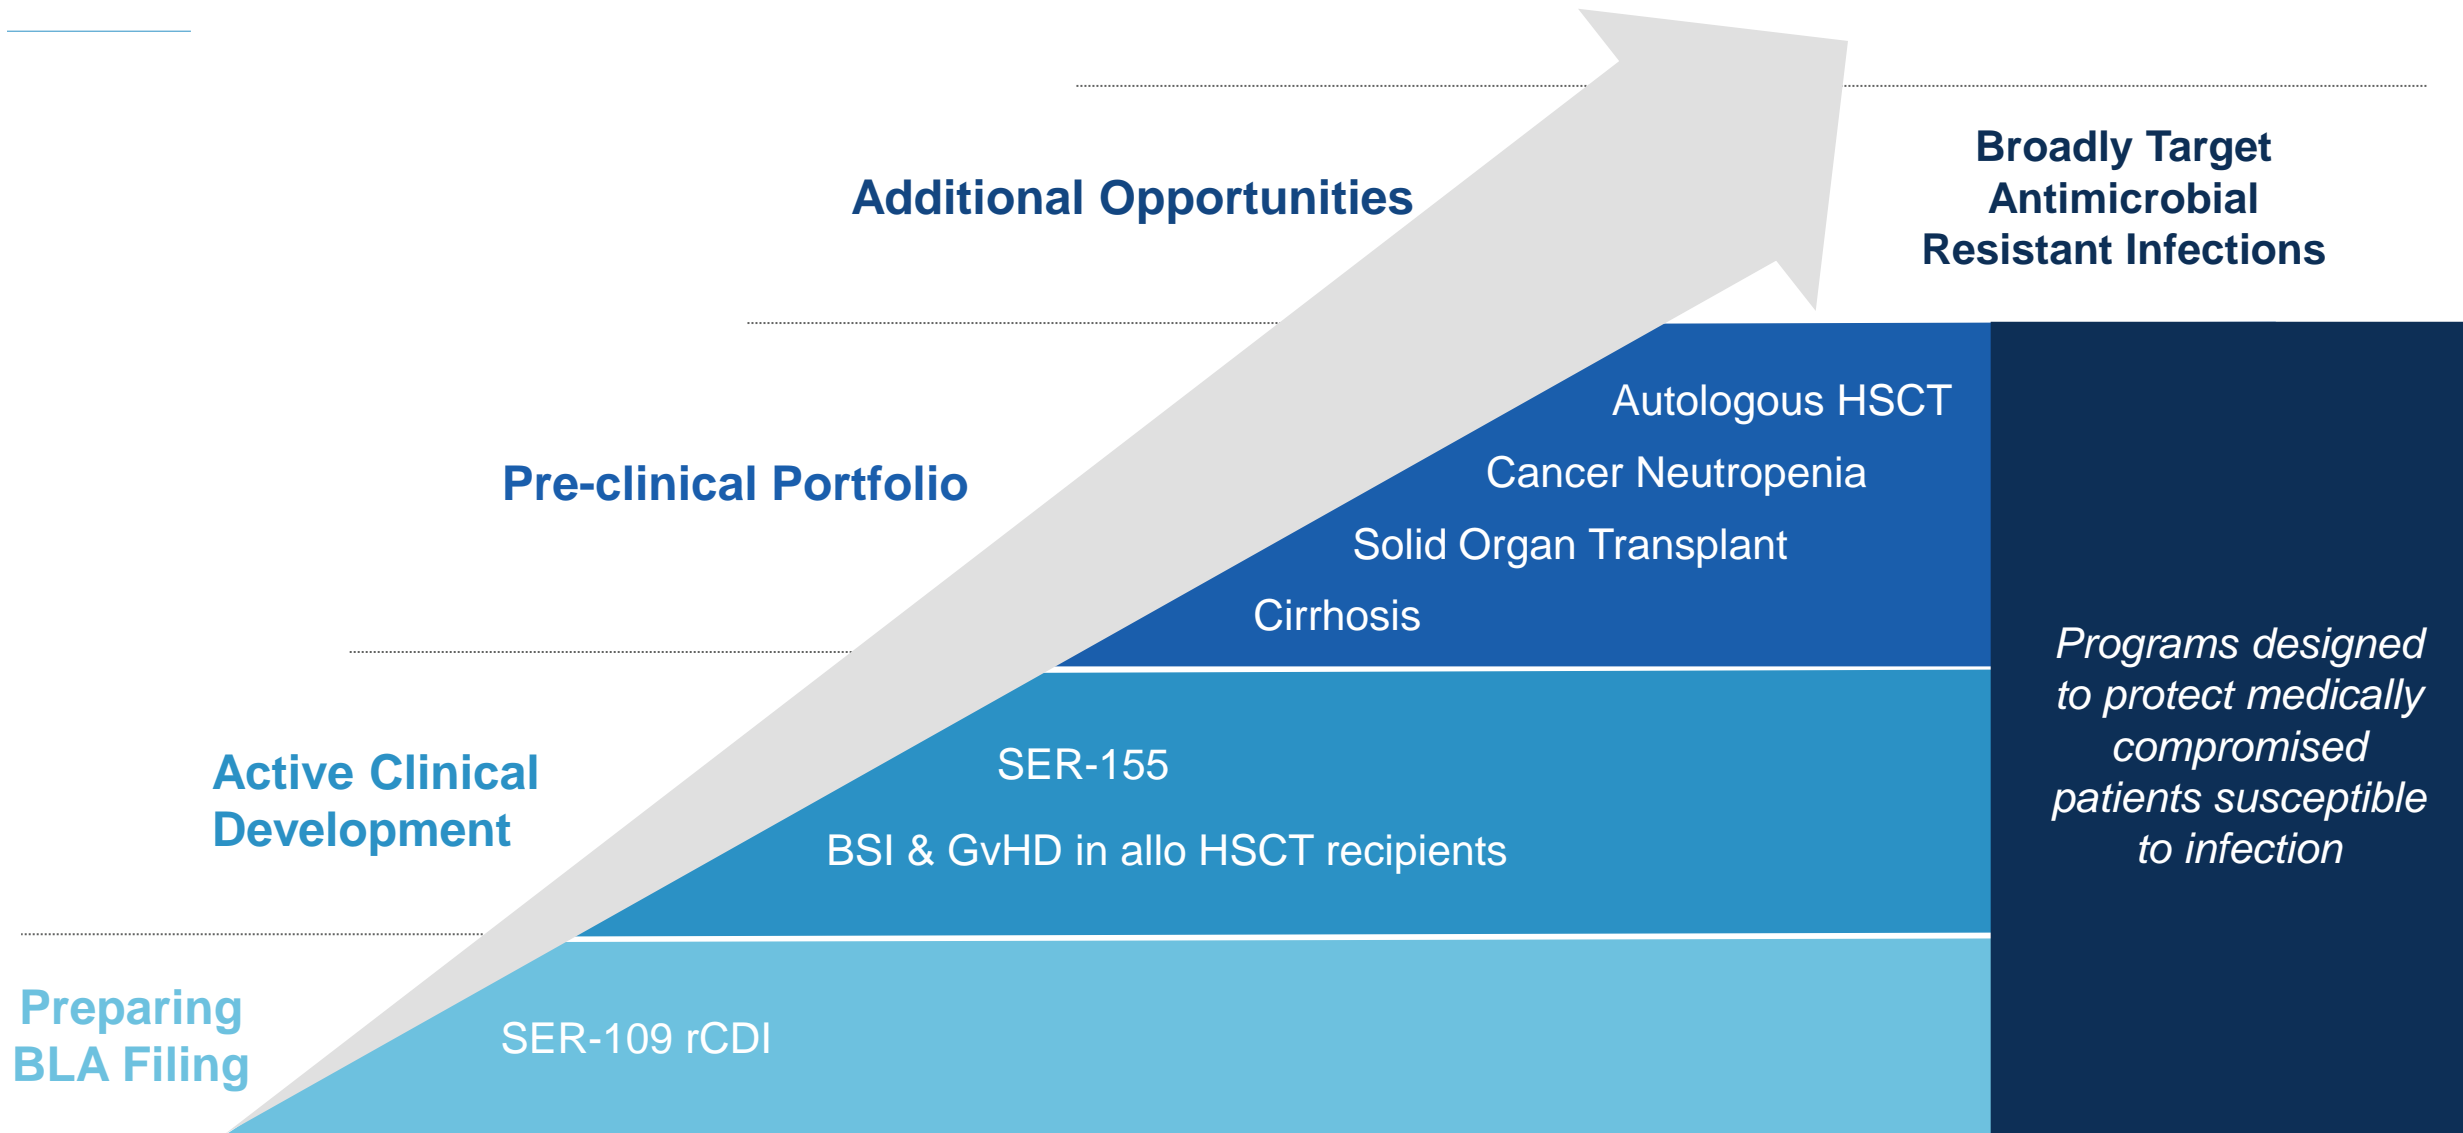 Additional Opportunities
Broadly Target
Antimicrobial
Resistant Infections
Pre-clinical Portfolio
Autologous HSCT
Cancer Neutropenia
Solid Organ Transplant
Cirrhosis
Active Clinical
Development
SER-155
BSI & GvHD in allo HSCT recipients
Preparing
BLA Filing
SER-109 rCDI
Programs designed
to protect medically
compromised
patients susceptible
to infection